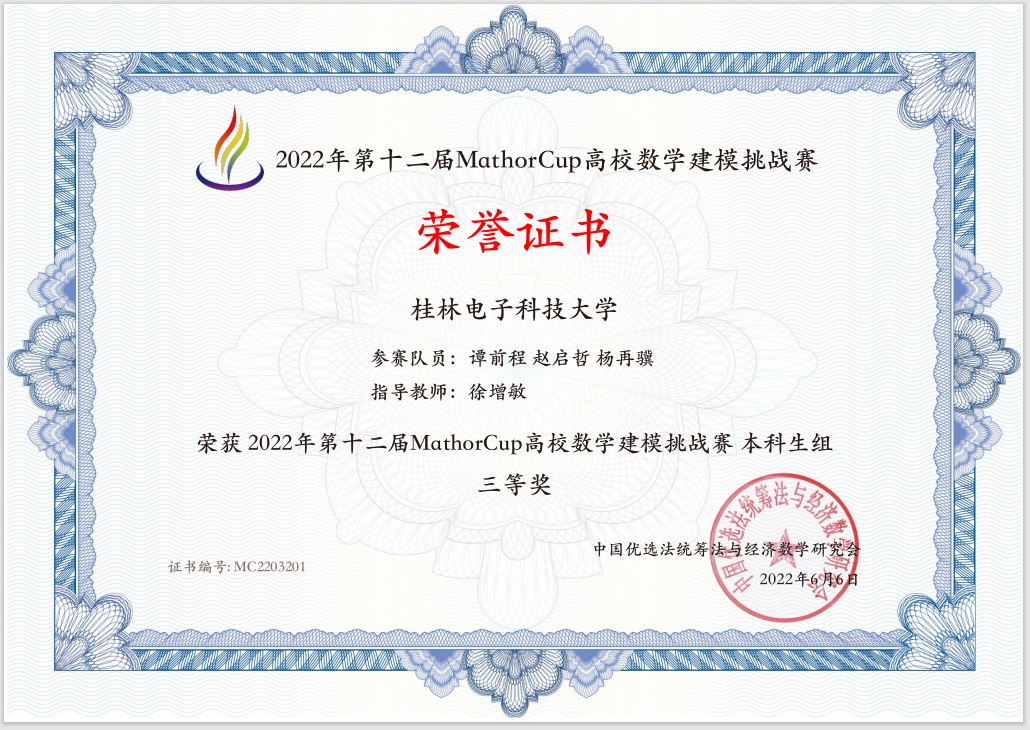 2022年第十二届MathorCup高校数学建模挑战赛
荣誉证书
桂林电子科技大学
参赛队员：谭前程 赵启哲 杨再骥
指导教师：徐增敏
荣获 2022年第十二届MathorCup高校数学建模挑战赛 本科生组
三等奖
中国优选法统筹法与经济数学研究会
中国优选法统筹法与经济数学研究会
2022年6月6日
证书编号: MC2203201